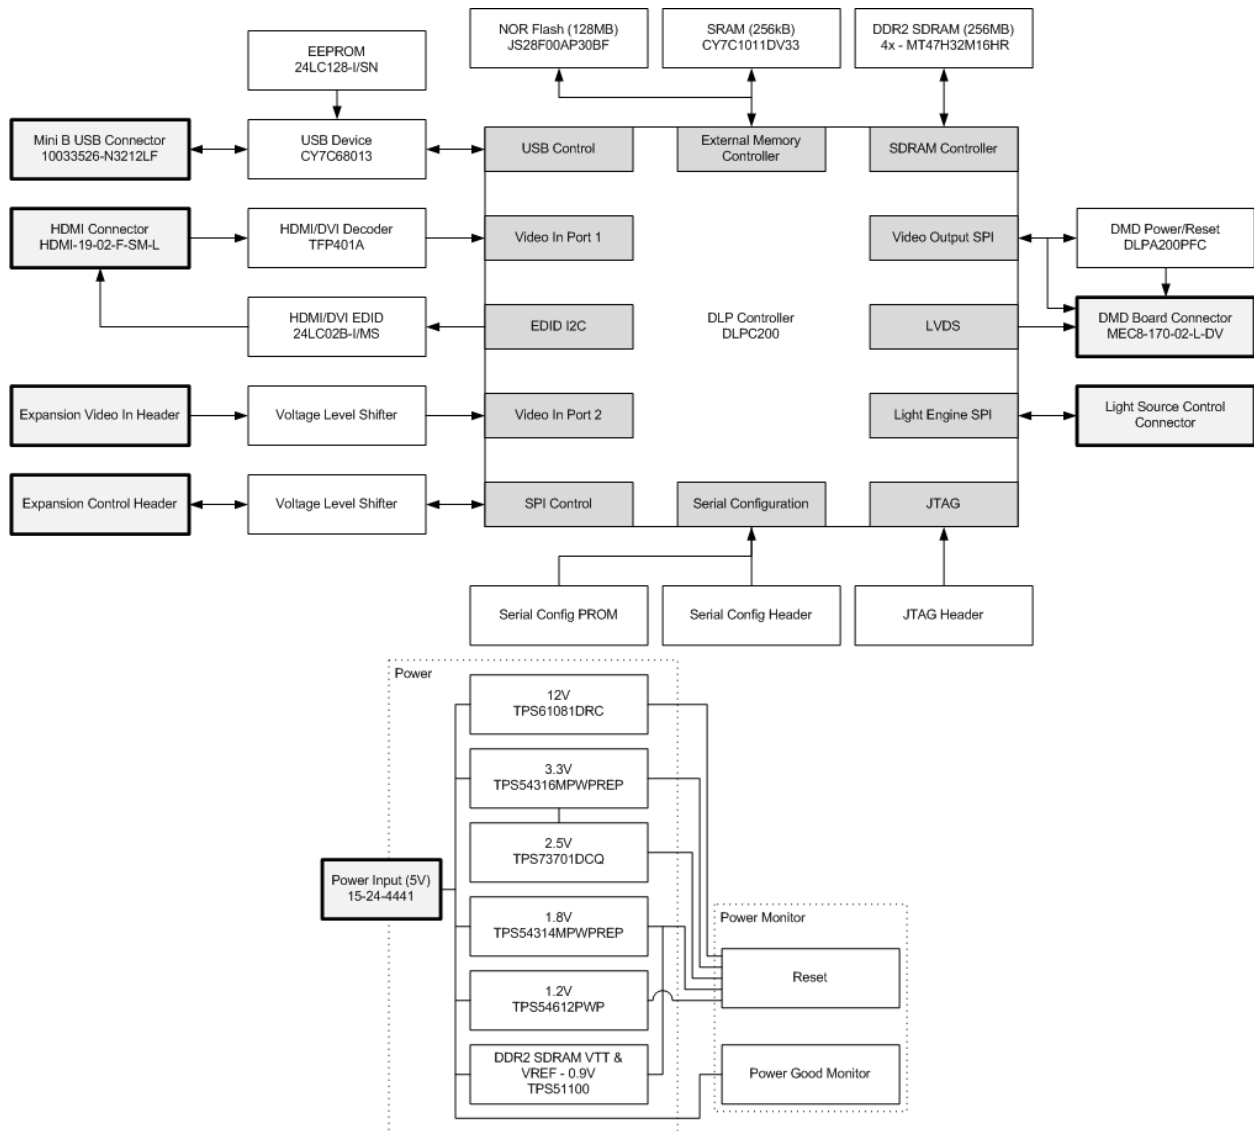 NOR Flash (128MB)
JS28F00AP30BF
SRAM (256kB)
CY7C1011DV33
DDR2 SDRAM (256MB)
4x - MT47H32M16HR
EEPROM
24LC128-I/SN
Mini B USB Connector
10033526-N3212LF
USB Device
CY7C68013
USB Control
External Memory
Controller
SDRAM Controller
HDMI Connector
HDMI-19-02-F-SM-L
HDMI/DVI Decoder
TFP401A
Video In Port 1
Video Output SPI
DMD Power/Reset
DLPA200PFC
HDMI/DVI EDID
24LC02B-I/MS
EDID I2C
DLP Controller
DLPC200
LVDS
DMD Board Connector
MEC8-170-02-L-DV
Expansion Video In Header
Voltage Level Shifter
Video In Port 2
Light Engine SPI
Light Source Control
Connector
Expansion Control Header
Voltage Level Shifter
SPI Control
Serial Configuration
JTAG
Serial Config PROM
Serial Config Header
JTAG Header
Power
12V
TPS61081DRC
3.3V
TPS54316MPWPREP
2.5V
TPS73701DCQ
Power Input (5V)
15-24-4441
1.8V
TPS54314MPWPREP
Power Monitor
Reset
1.2V
TPS54612PWP
DDR2 SDRAM VTT &
VREF - 0.9V
TPS51100
Power Good Monitor